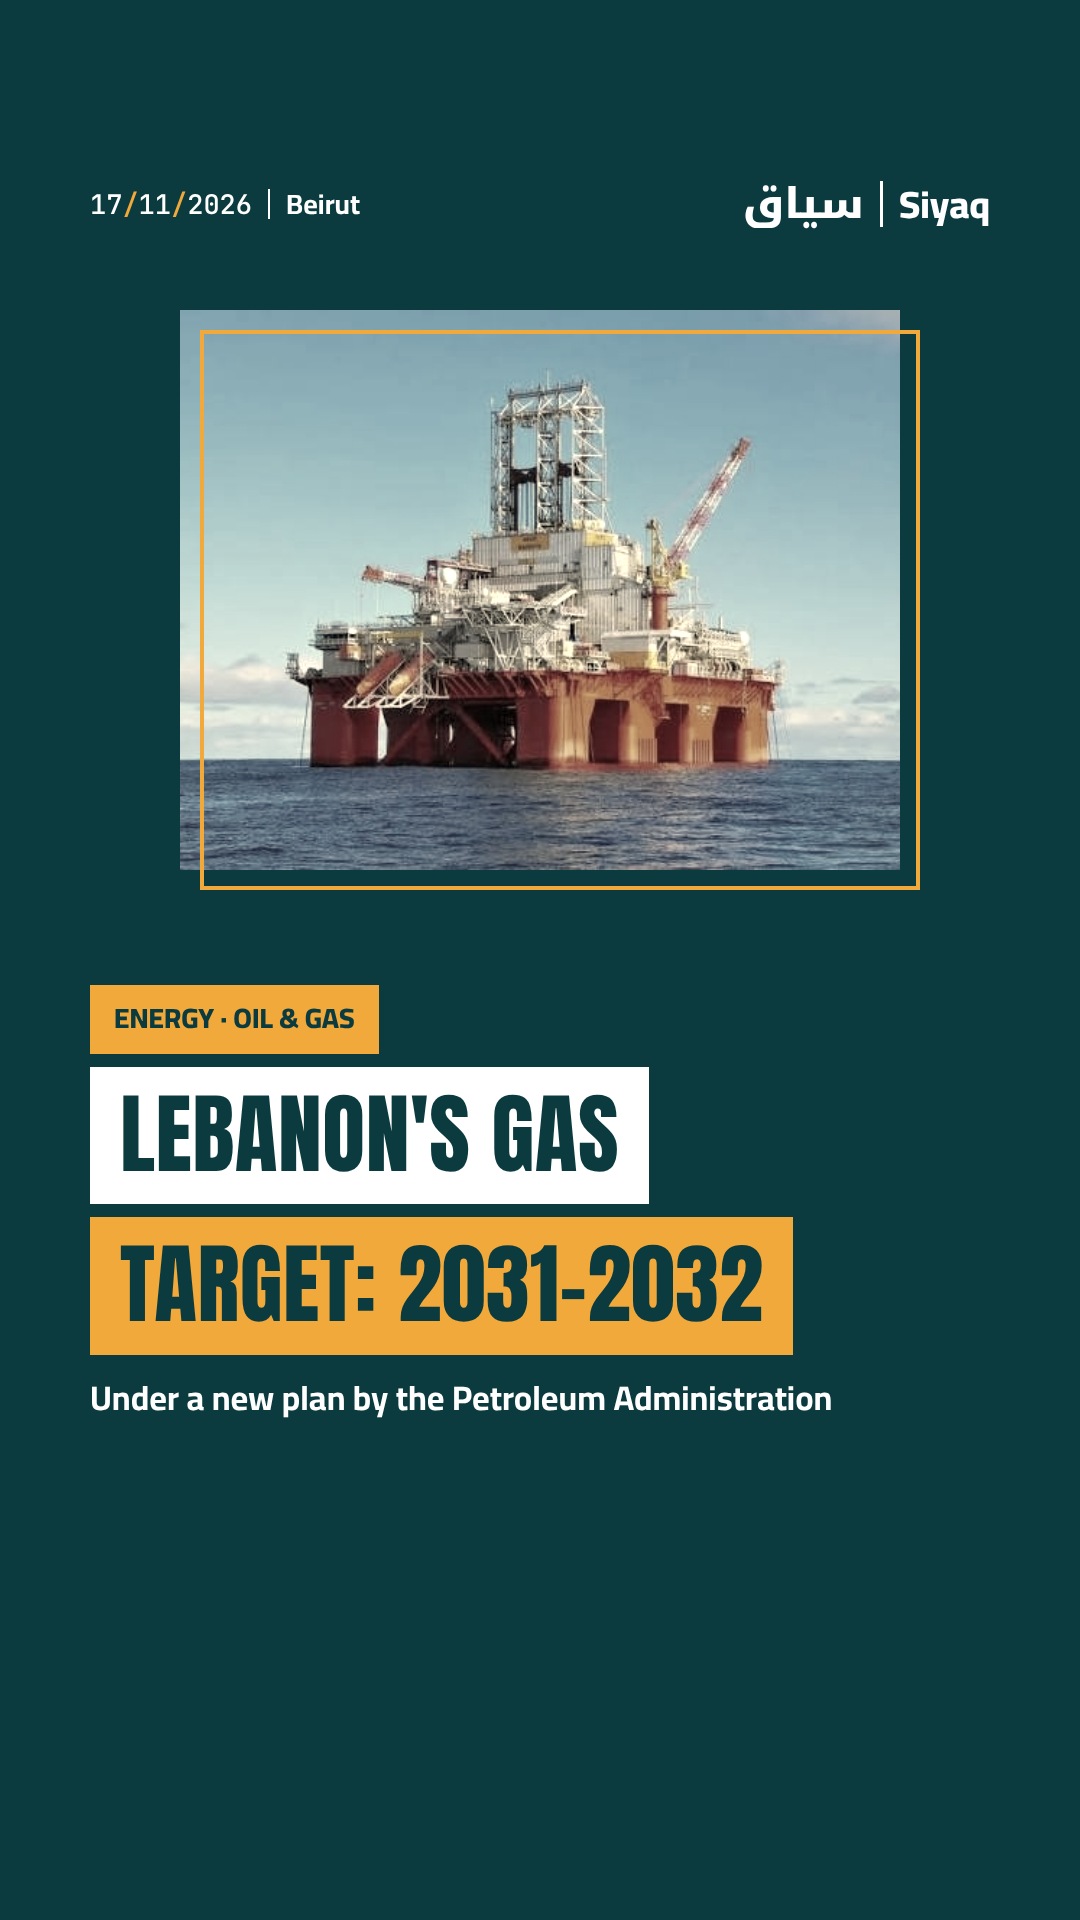 17/11/2026 | Beirut
سياق | Siyaq
ENERGY · OIL & GAS
LEBANON'S GAS
TARGET: 2031-2032
Under a new plan by the Petroleum Administration